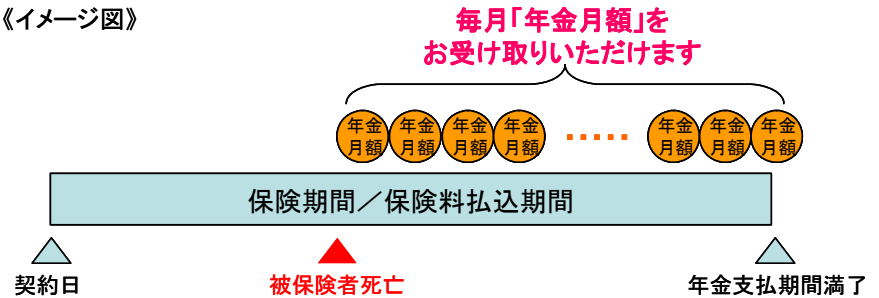 《イメージ図》
毎月「年金月額」を
お受け取りいただけます
年金 年金 年金 年金 年金 年金 年金
月額 月額 月額 月額 ・・・・・ 月額 月額 月額
保険期間／保険料払込期間
契約日 被保険者死亡 年金支払期間満了